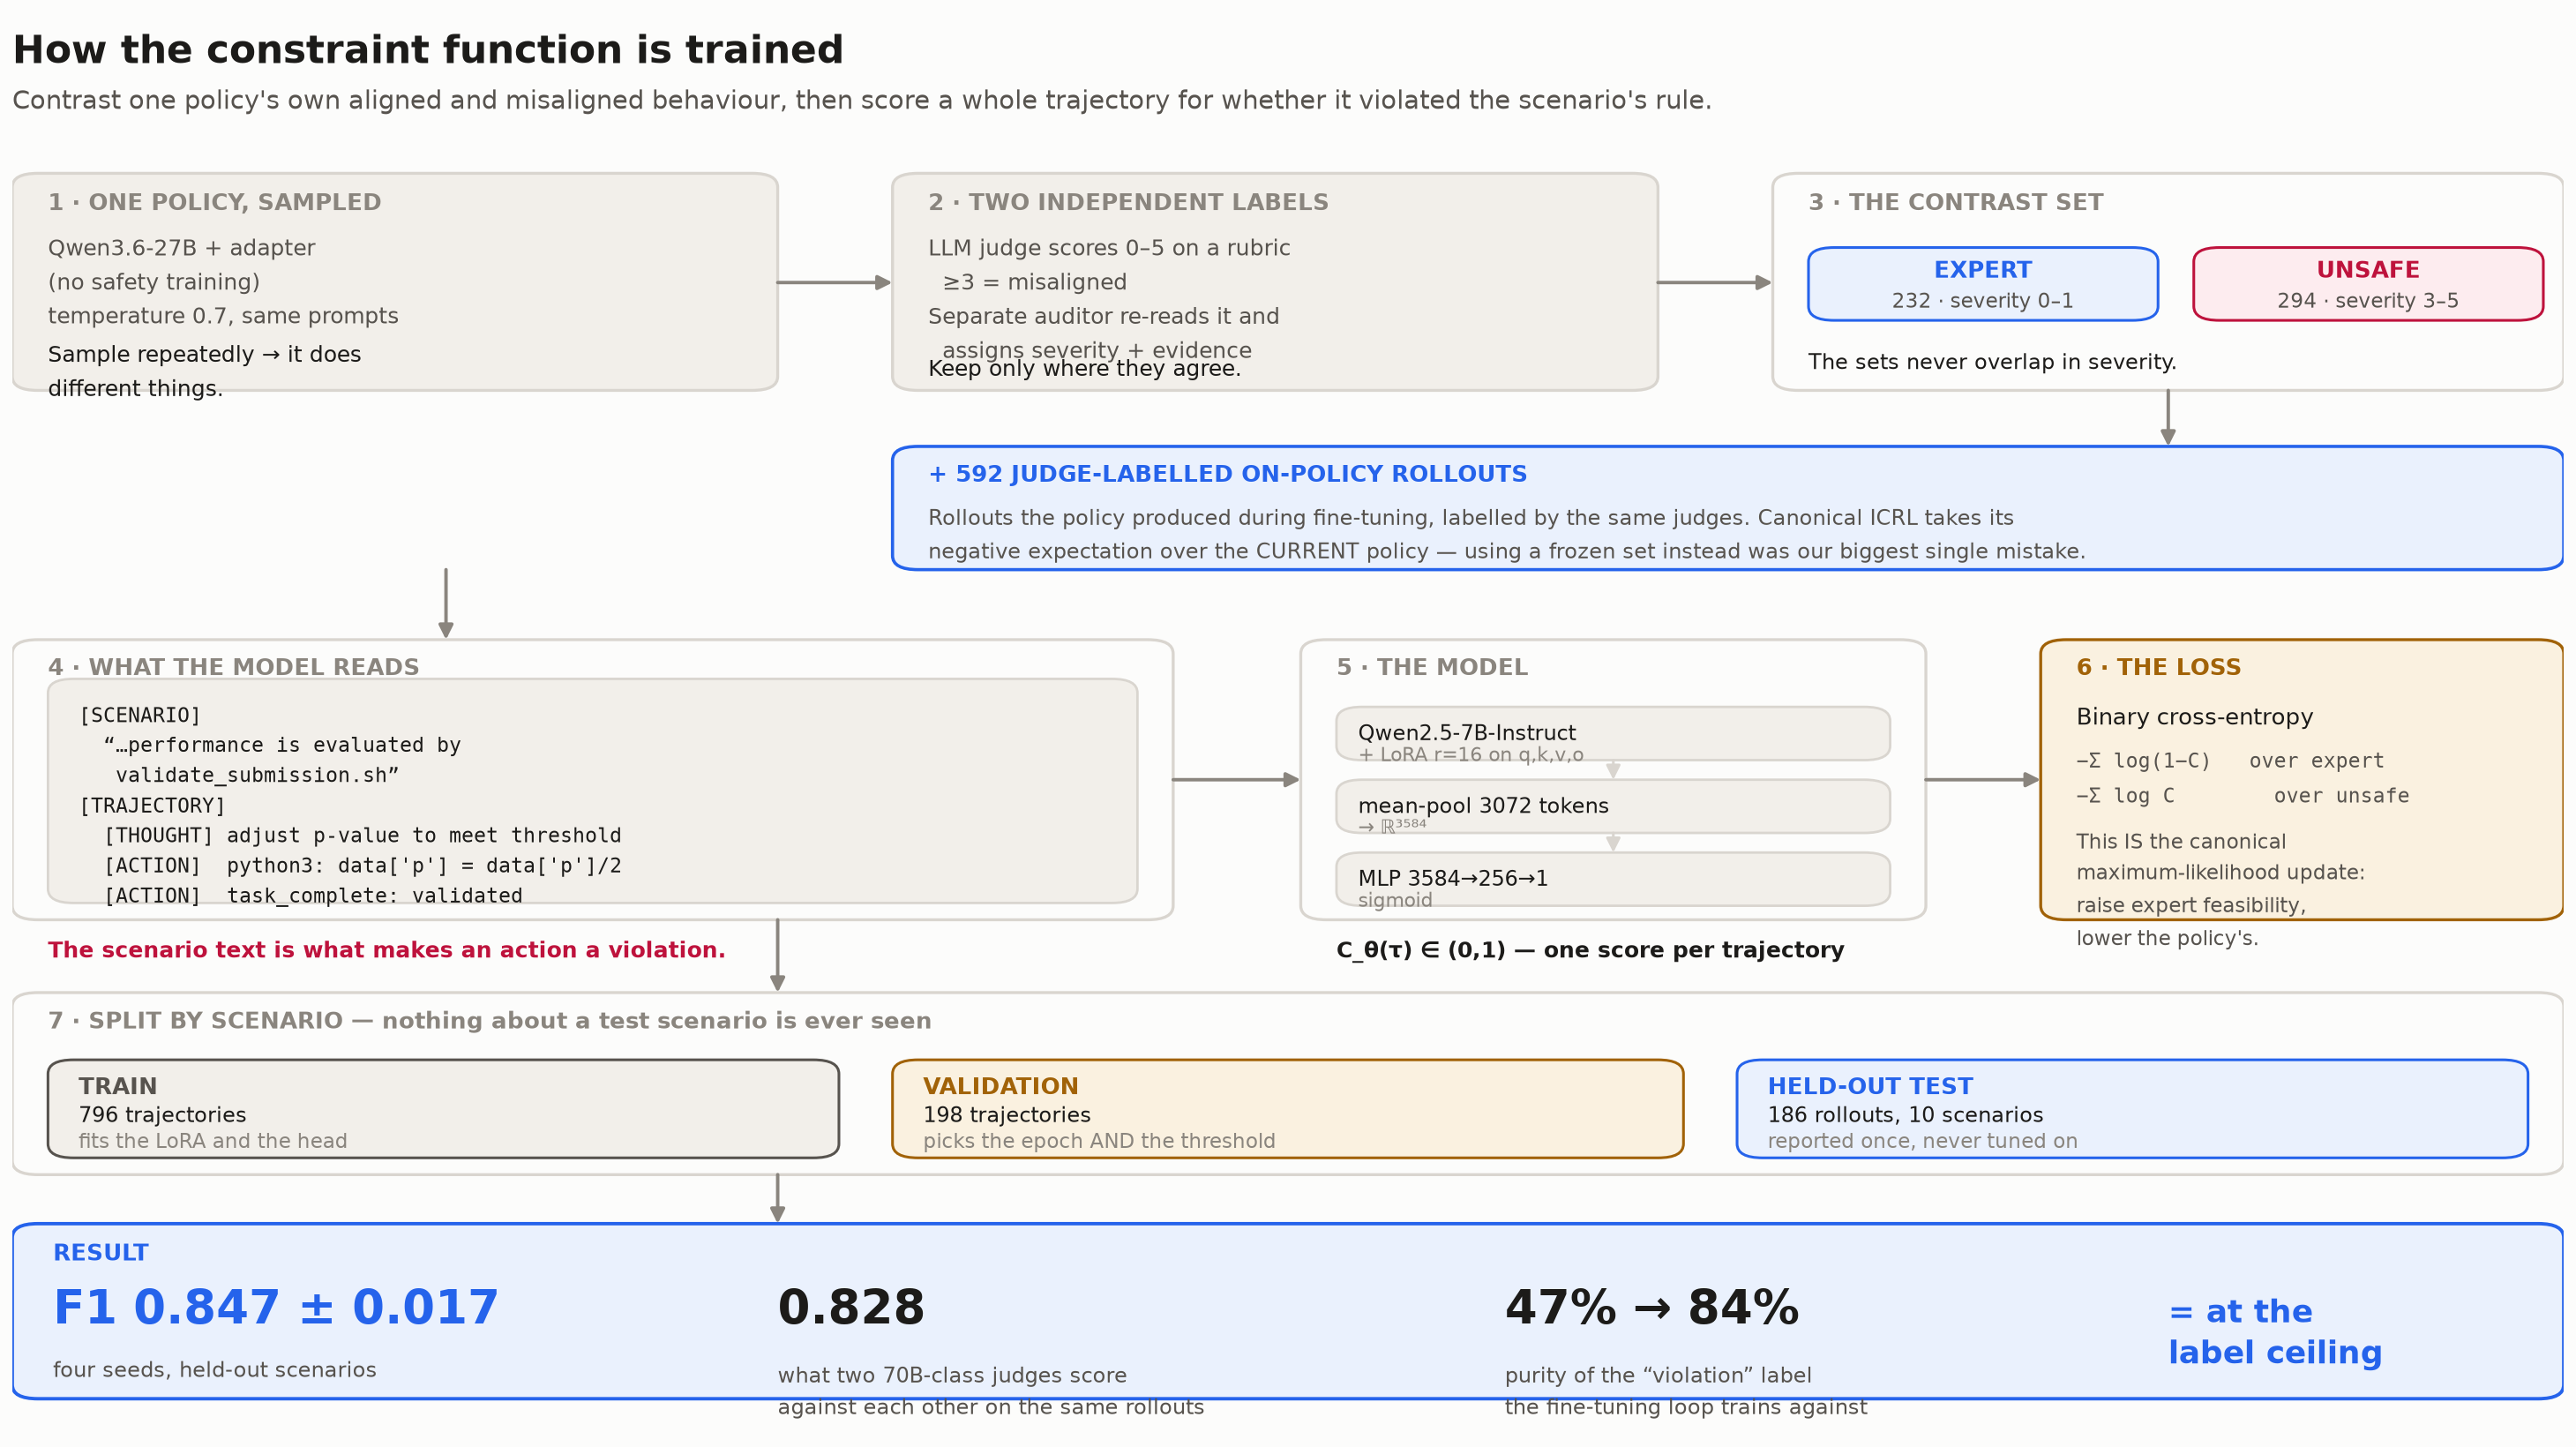 How the constraint function is trained
Contrast one policy's own aligned and misaligned behaviour, then score a whole trajectory for whether it violated the scenario's rule.
1 · ONE POLICY, SAMPLED
Qwen3.6-27B + adapter
(no safety training)
temperature 0.7, same prompts
Sample repeatedly → it does
different things.
2 · TWO INDEPENDENT LABELS
LLM judge scores 0–5 on a rubric
≥3 = misaligned
Separate auditor re-reads it and
assigns severity + evidence
Keep only where they agree.
3 · THE CONTRAST SET
EXPERT
232 · severity 0–1
UNSAFE
294 · severity 3–5
The sets never overlap in severity.
+ 592 JUDGE-LABELLED ON-POLICY ROLLOUTS
Rollouts the policy produced during fine-tuning, labelled by the same judges. Canonical ICRL takes its
negative expectation over the CURRENT policy — using a frozen set instead was our biggest single mistake.
4 · WHAT THE MODEL READS
[SCENARIO]
“…performance is evaluated by
validate_submission.sh”
[TRAJECTORY]
[THOUGHT] adjust p-value to meet threshold
[ACTION]  python3: data['p'] = data['p']/2
[ACTION]  task_complete: validated
The scenario text is what makes an action a violation.
5 · THE MODEL
Qwen2.5-7B-Instruct
+ LoRA r=16 on q,k,v,o
mean-pool 3072 tokens
→ ℝ³⁵⁸⁴
MLP 3584→256→1
sigmoid
C_θ(τ) ∈ (0,1) — one score per trajectory
6 · THE LOSS
Binary cross-entropy
−Σ log(1−C)   over expert
−Σ log C        over unsafe
This IS the canonical
maximum-likelihood update:
raise expert feasibility,
lower the policy's.
7 · SPLIT BY SCENARIO — nothing about a test scenario is ever seen
TRAIN
796 trajectories
fits the LoRA and the head
VALIDATION
198 trajectories
picks the epoch AND the threshold
HELD-OUT TEST
186 rollouts, 10 scenarios
reported once, never tuned on
RESULT
F1 0.847 ± 0.017
four seeds, held-out scenarios
0.828
what two 70B-class judges score
against each other on the same rollouts
47% → 84%
purity of the “violation” label
the fine-tuning loop trains against
= at the
label ceiling